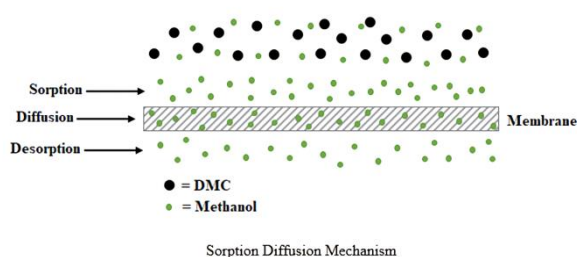 Sorption
Diffusion
Membrane
Desorption
= DMC
= Methanol
Sorption Diffusion Mechanism